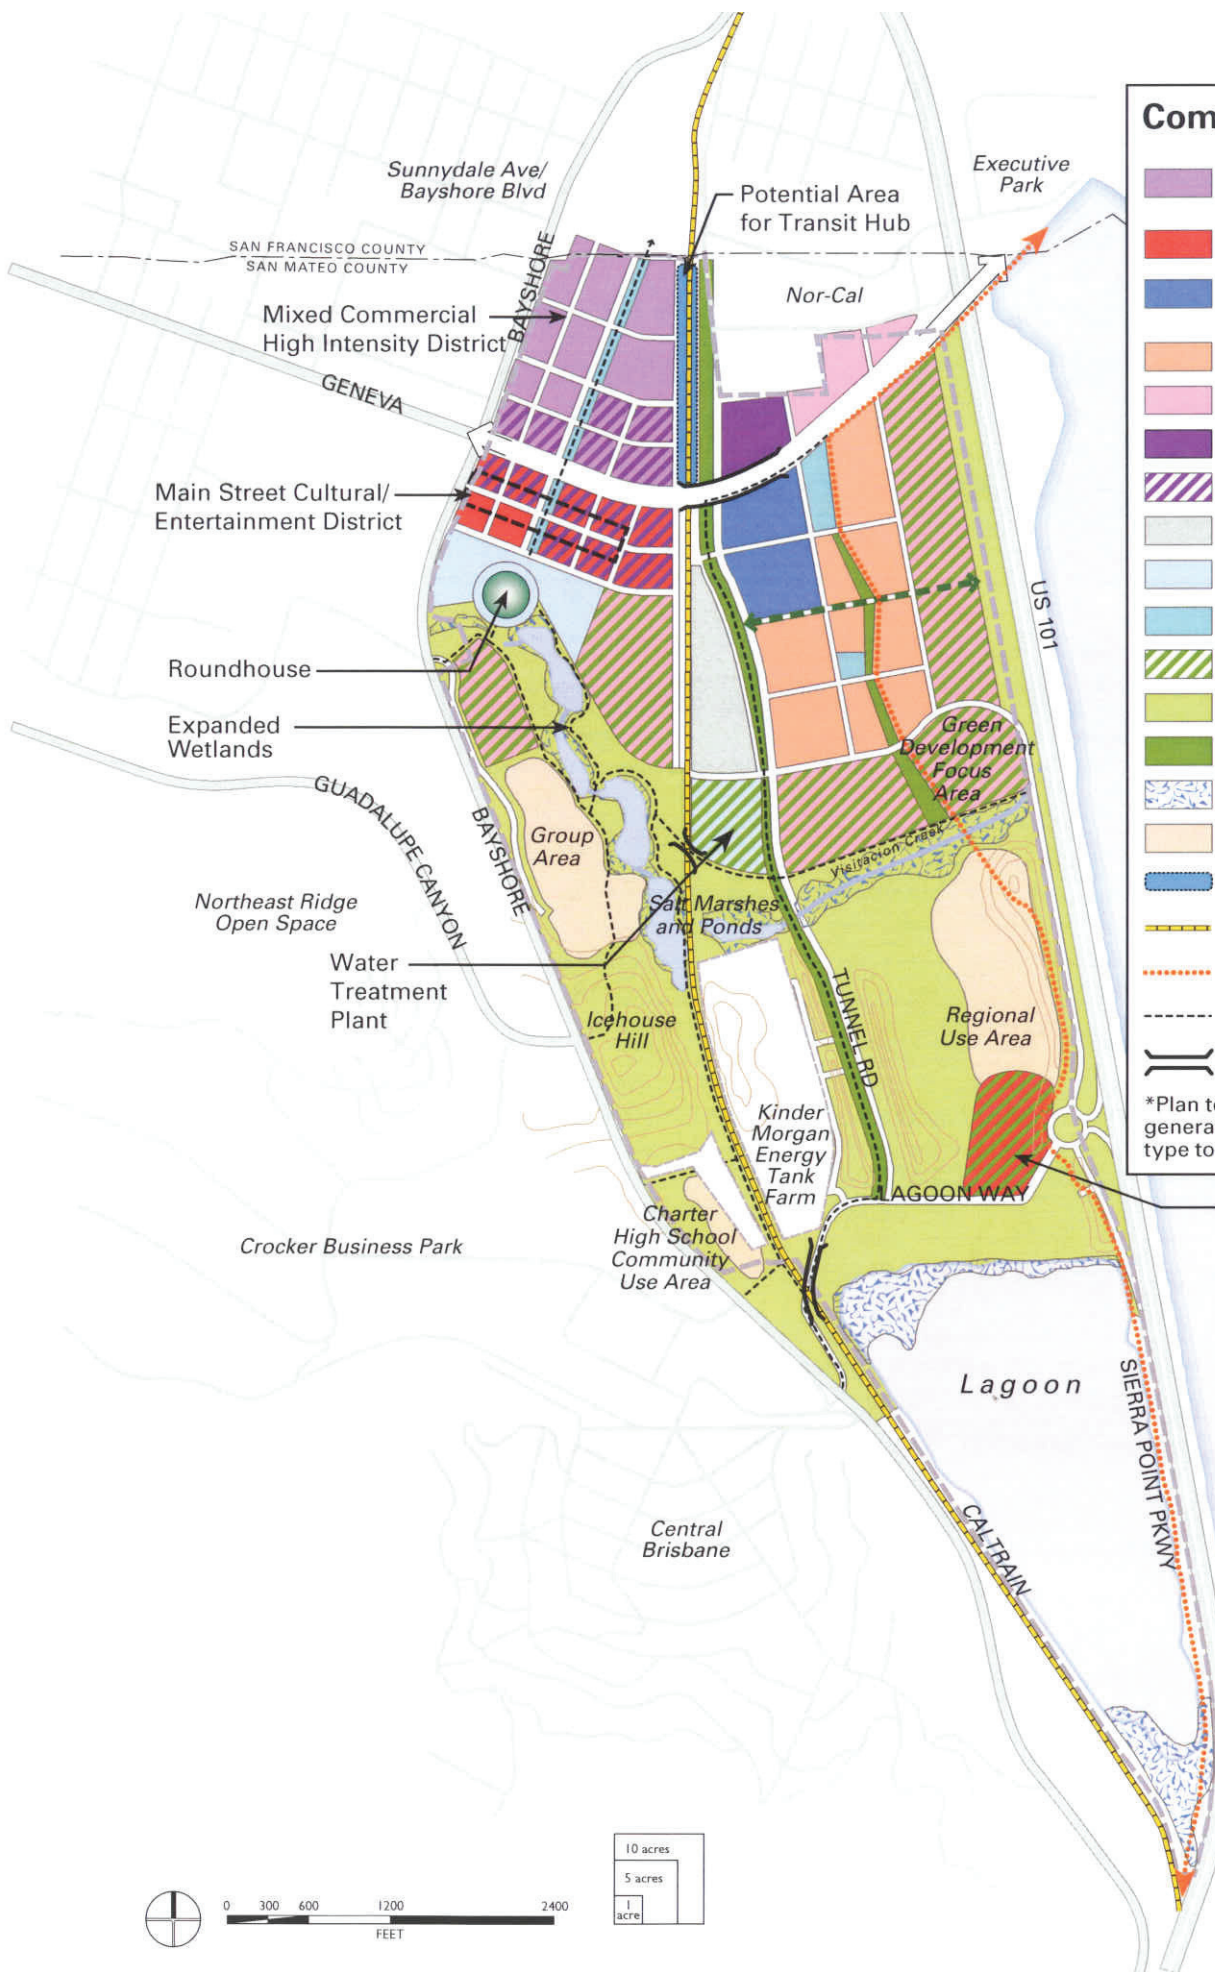 Com
Sunnydale Ave/
Bayshore Blvd
Executive
Park
Potential Area
for Transit Hub
SAN FRANCISCO COUNTY
SAN MATEO COUNTY
BAYSHORE
Nor-Cal
Mixed Commercial
High Intensity District
GENEVA
Main Street Cultural/
Entertainment District
US 101
Roundhouse
Expanded
Wetlands
Green
Development
Focus
Area
GUADALUPE CANYON
BAYSHORE
Group
Area
Visitacion Creek
Northeast Ridge
Open Space
Salt Marshes
and Ponds
Water
Treatment
Plant
Icehouse
Hill
TUNNEL RD
Regional
Use Area
Kinder
Morgan
Energy
Tank
Farm
*Plan to
genera
type to
LAGOON WAY
Charter
High School
Community
Use Area
Crocker Business Park
Lagoon
SIERRA POINT PKWY
CALTRAIN
Central
Brisbane
10 acres
5 acres
1
acre
0 300 600 1200 2400
FEET